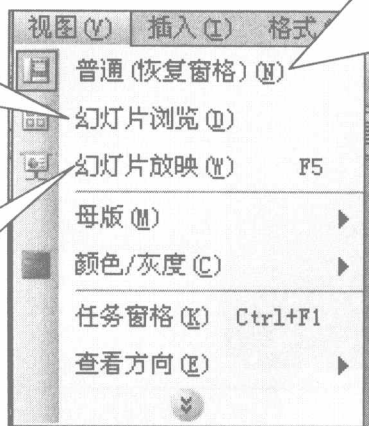 视图(V) 插入(I) 格式
普通(恢复窗格)(N)
幻灯片浏览(D)
幻灯片放映(W) F5
母版(M)
颜色/灰度(C)
任务窗格(K) Ctrl+F1
查看方向(E)